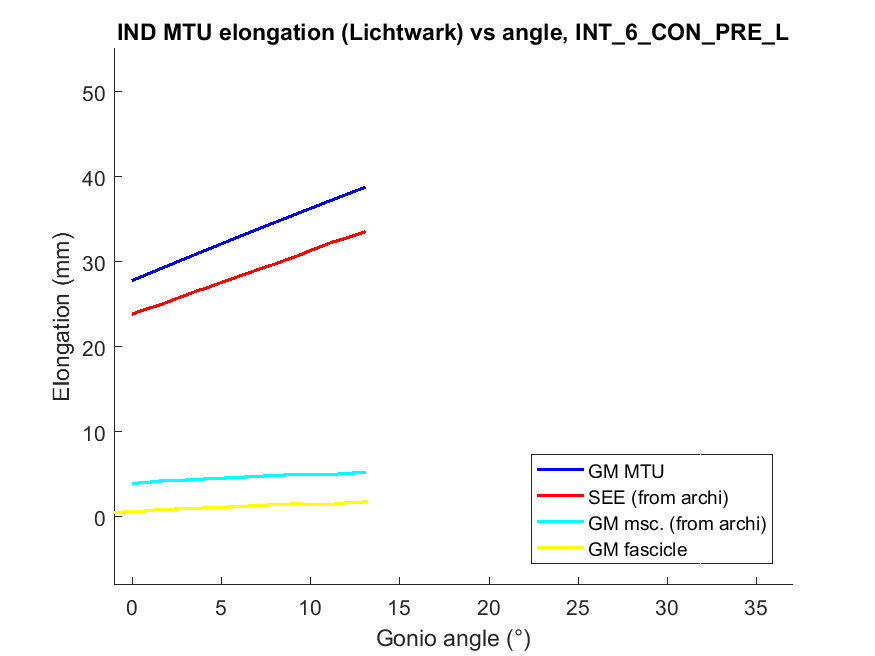 IND MTU elongation (Lichtwark) vs angle, INT_6_CON_PRE_L
50
40
30
20
10
0
Elongation (mm)
GM MTU
SEE (from archi)
GM msc. (from archi)
GM fascicle
0 5 10 15 20 25 30 35
Gonio angle (°)